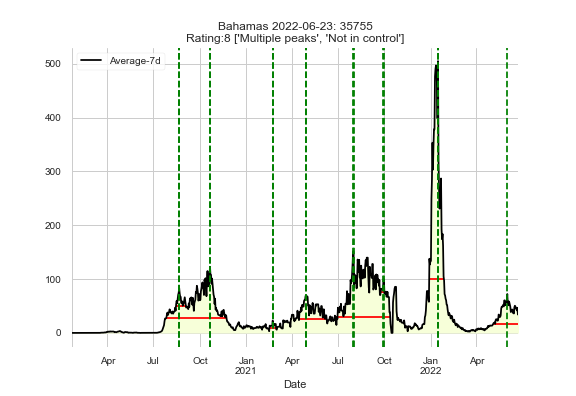 Bahamas 2022-06-23: 35755
Rating:8 ['Multiple peaks', 'Not in control']
Average-7d
500
400
300
200
100
0
Apr Jul Oct Jan Apr Jul Oct Jan Apr
2021 2022
Date